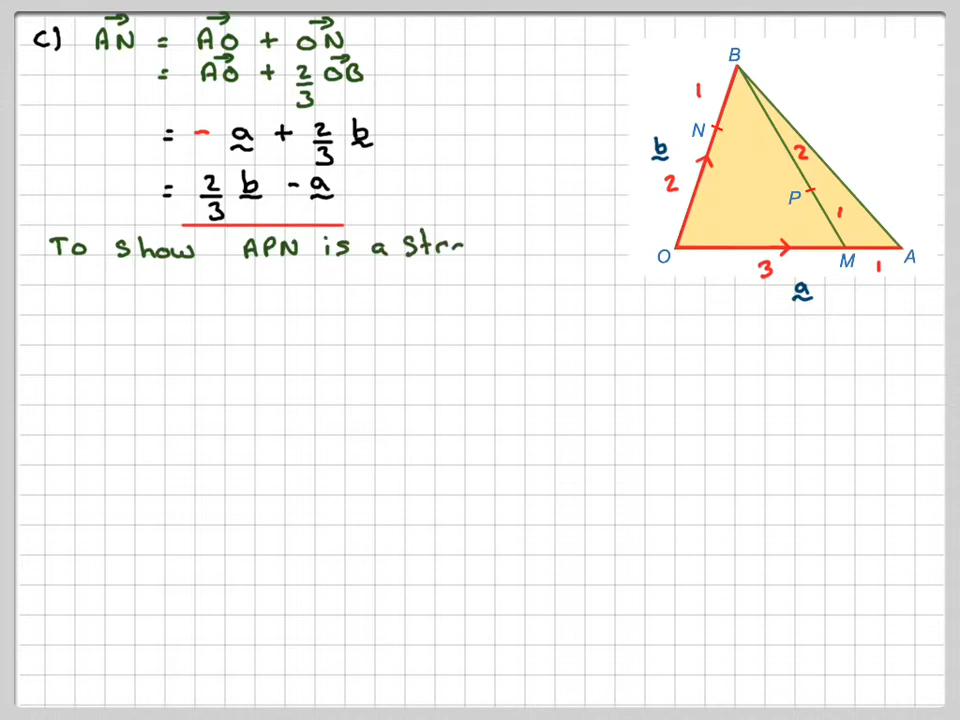 c) AN = AO + ON
= AO + 2/3 OB
= - a + 2/3 b
= 2/3 b - a
To show APN is a Strr
B
1
N
b
2
2
P
1
O
3
M
1
A
a